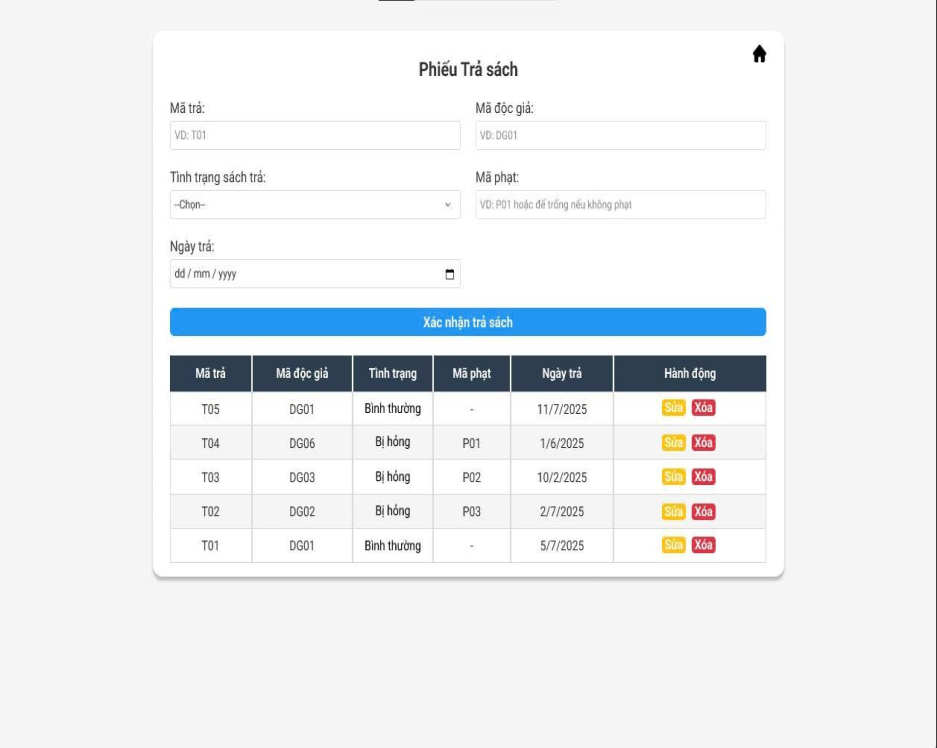 Phiếu Trả sách
Mã trả: Mã độc giả:
VD: T01 VD: DG01
Tình trạng sách trả: Mã phạt:
--Chọn-- VD: P01 hoặc để trống nếu không phạt
Ngày trả:
dd / mm / yyyy
Xác nhận trả sách
Mã trả Mã độc giả Tình trạng Mã phạt Ngày trả Hành động
T05 DG01 Bình thường - 11/7/2025 Sửa Xóa
T04 DG06 Bị hỏng P01 1/6/2025 Sửa Xóa
T03 DG03 Bị hỏng P02 10/2/2025 Sửa Xóa
T02 DG02 Bị hỏng P03 2/7/2025 Sửa Xóa
T01 DG01 Bình thường - 5/7/2025 Sửa Xóa